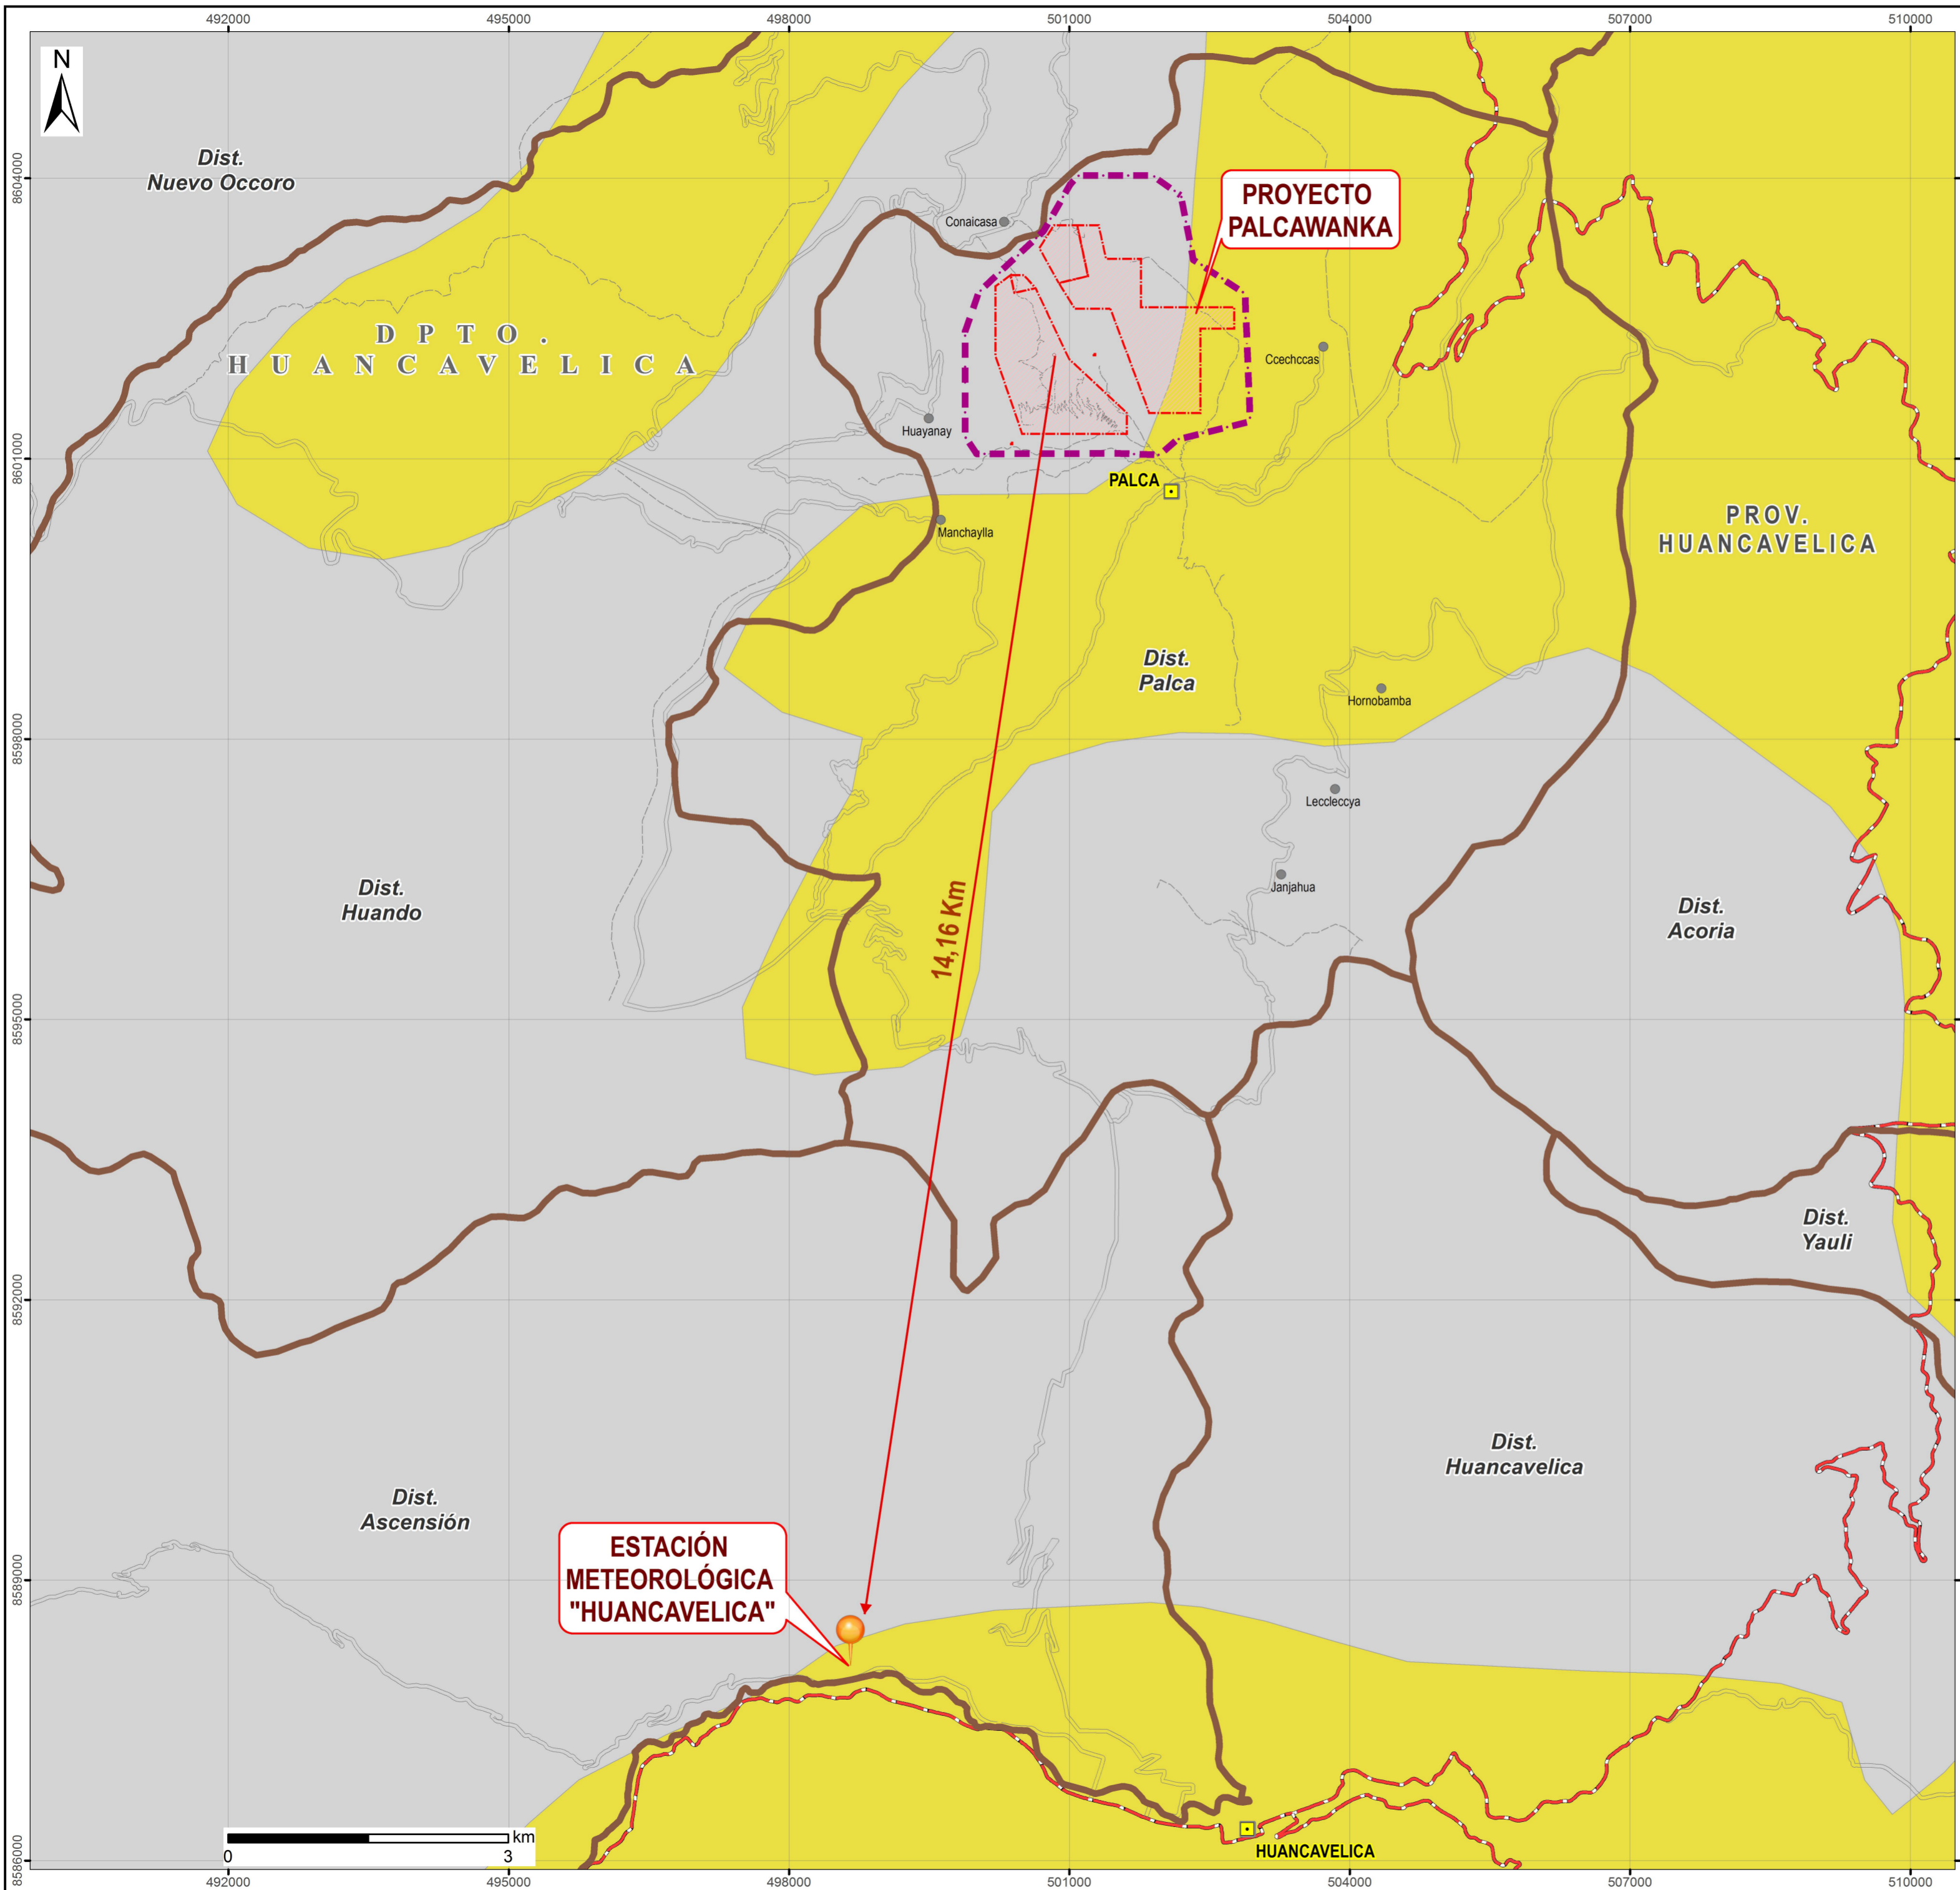 492000
495000
498000
501000
504000
507000
510000
N
8604000
8601000
8598000
8595000
8592000
8589000
8586000
Dist.
Nuevo Occoro
Conaicasa
PROYECTO
PALCAWANKA
DPTO.
HUANCAVELICA
Ccechccas
Huayanay
PALCA
Manchaylla
PROV.
HUANCAVELICA
Dist.
Palca
Hornobamba
Leccleccya
Janjahua
Dist.
Huando
14,16 Km
Dist.
Acoria
Dist.
Yauli
Dist.
Huancavelica
Dist.
Ascensión
ESTACIÓN
METEOROLÓGICA
"HUANCAVELICA"
km
0 3
HUANCAVELICA
492000
495000
498000
501000
504000
507000
510000